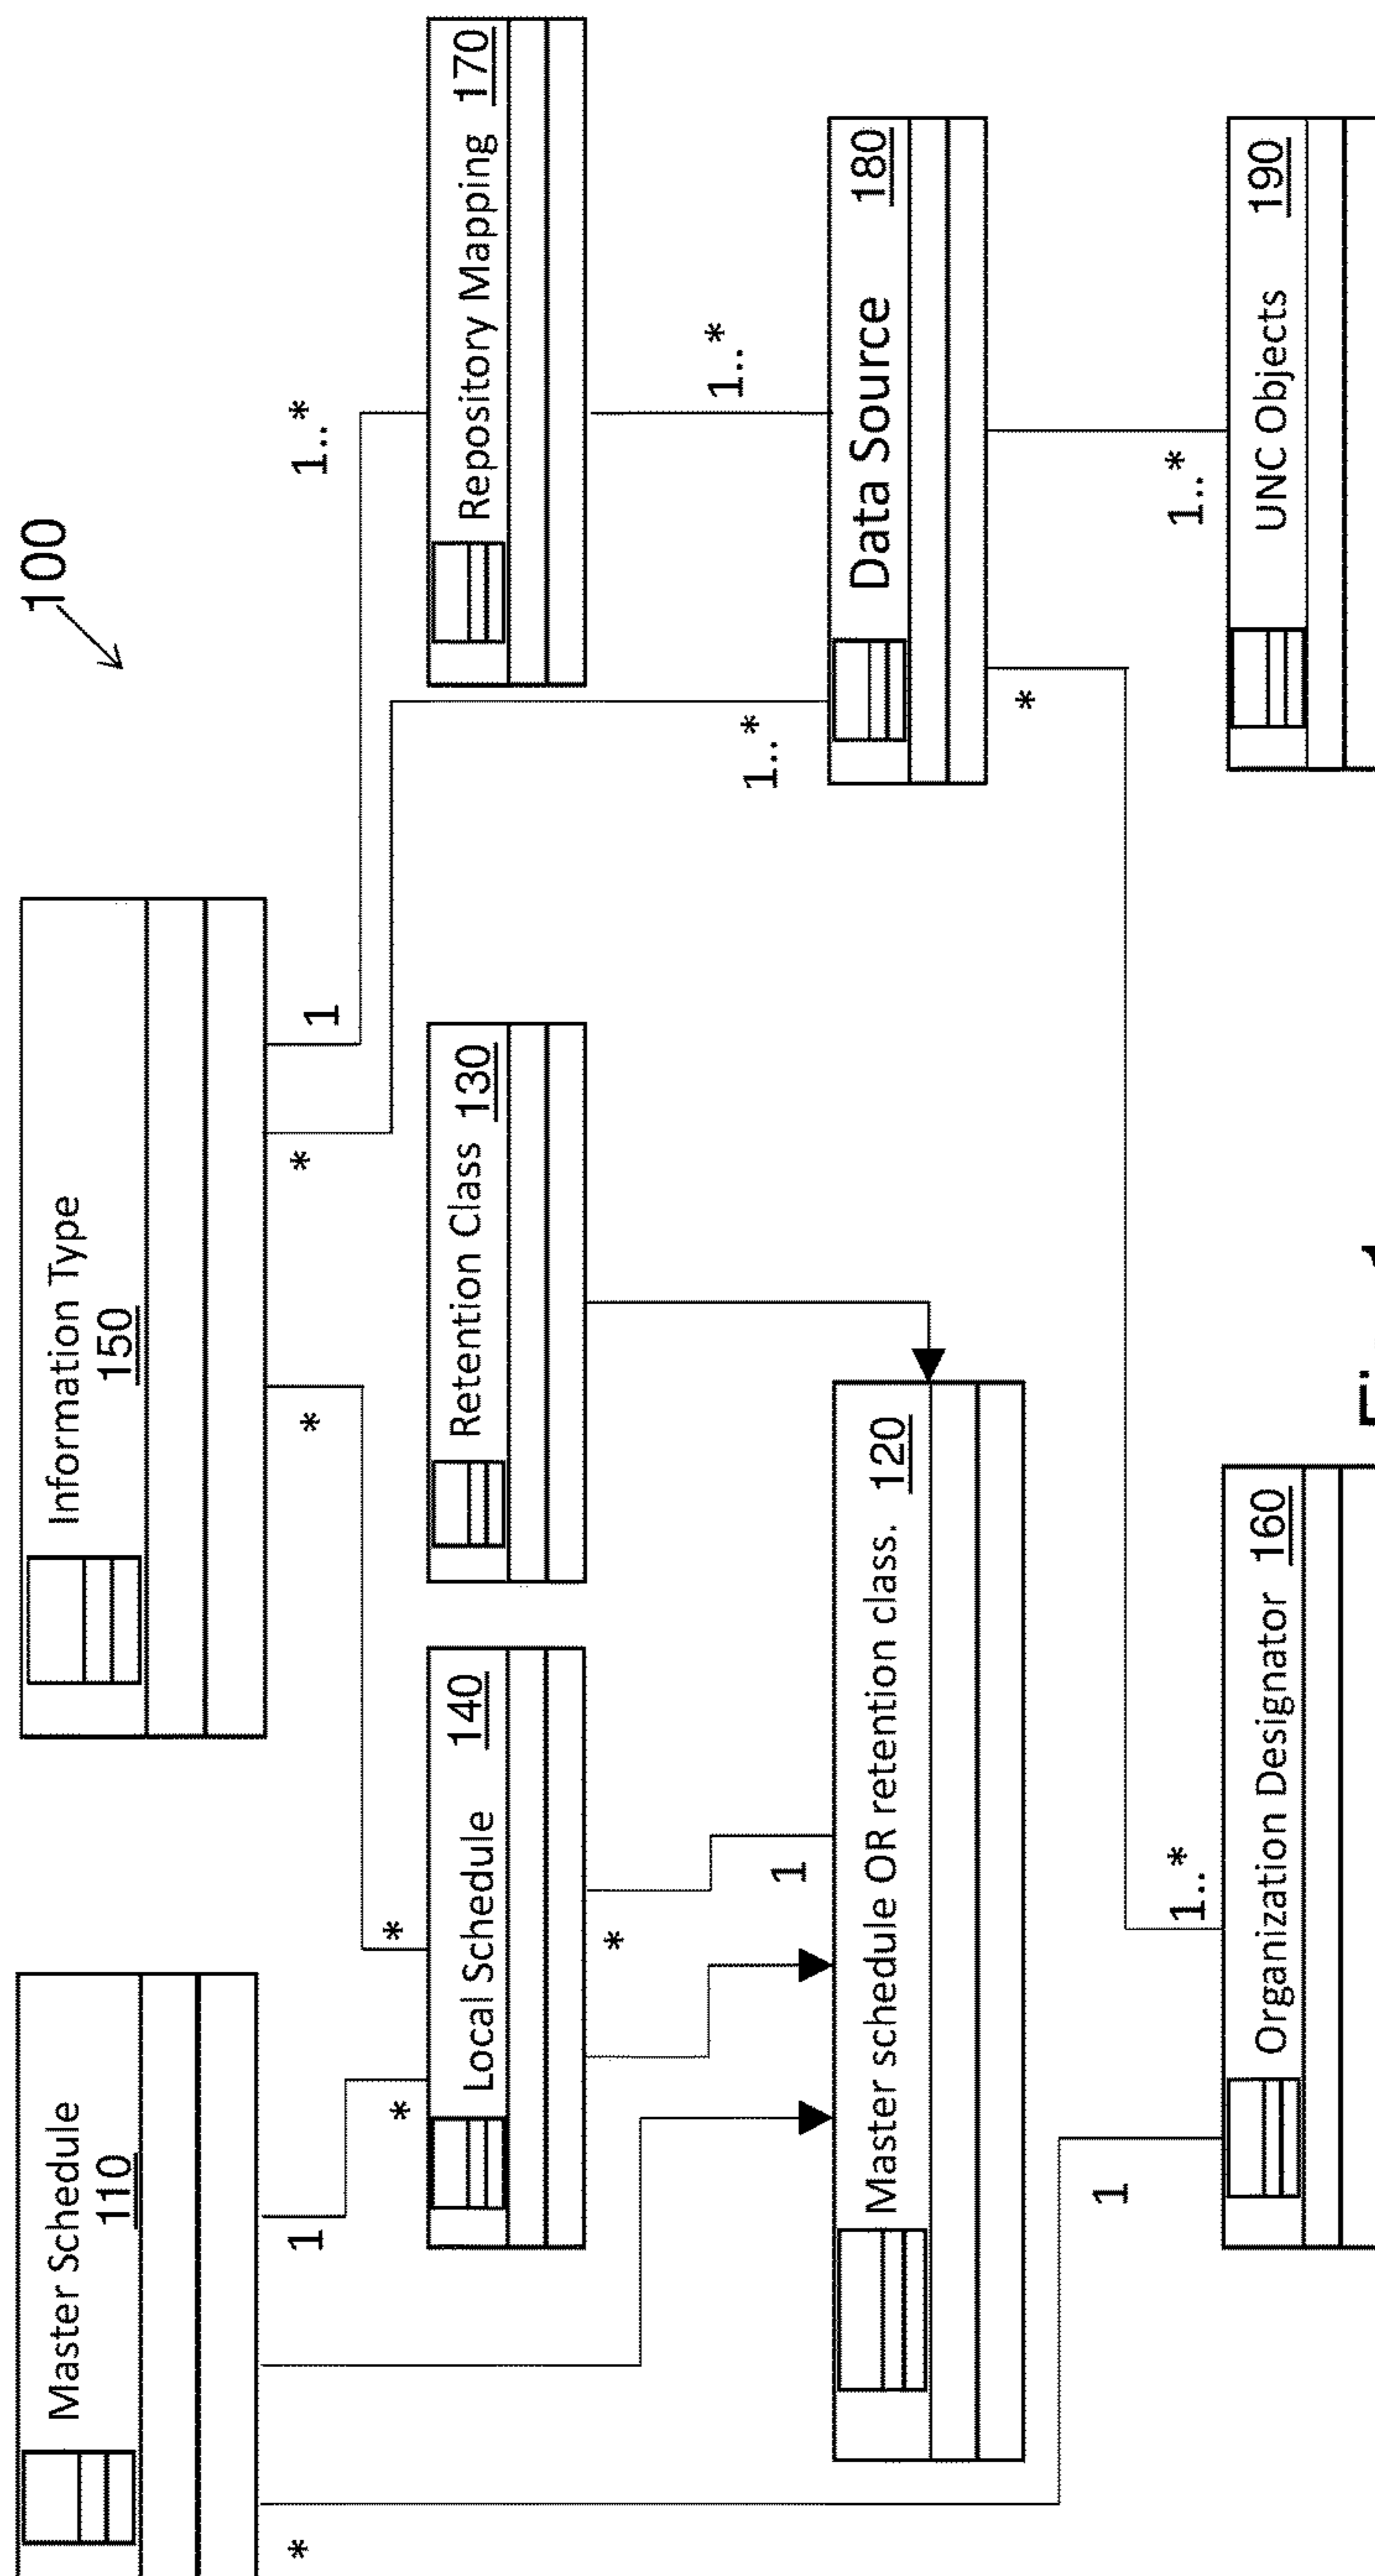 100
Master Schedule
110
Information Type
150
1
*
*
1
*
1..*
*
*
Local Schedule 140
Retention Class 130
Repository Mapping 170
*
1
1..*
1..*
Master schedule OR retention class. 120
Data Source 180
*
1
1..*
1..*
Organization Designator 160
UNC Objects 190